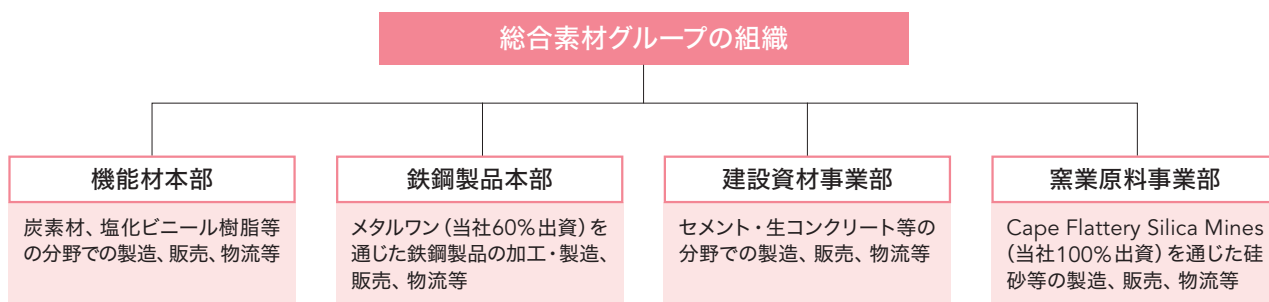 総合素材グループの組織
機能材本部
炭素材、塩化ビニール樹脂等
の分野での製造、販売、物流等
鉄鋼製品本部
メタルワン（当社60%出資）を
通じた鉄鋼製品の加工・製造、
販売、物流等
建設資材事業部
セメント・生コンクリート等の
分野での製造、販売、物流等
窯業原料事業部
Cape Flattery Silica Mines
（当社100%出資）を通じた硅
砂等の製造、販売、物流等